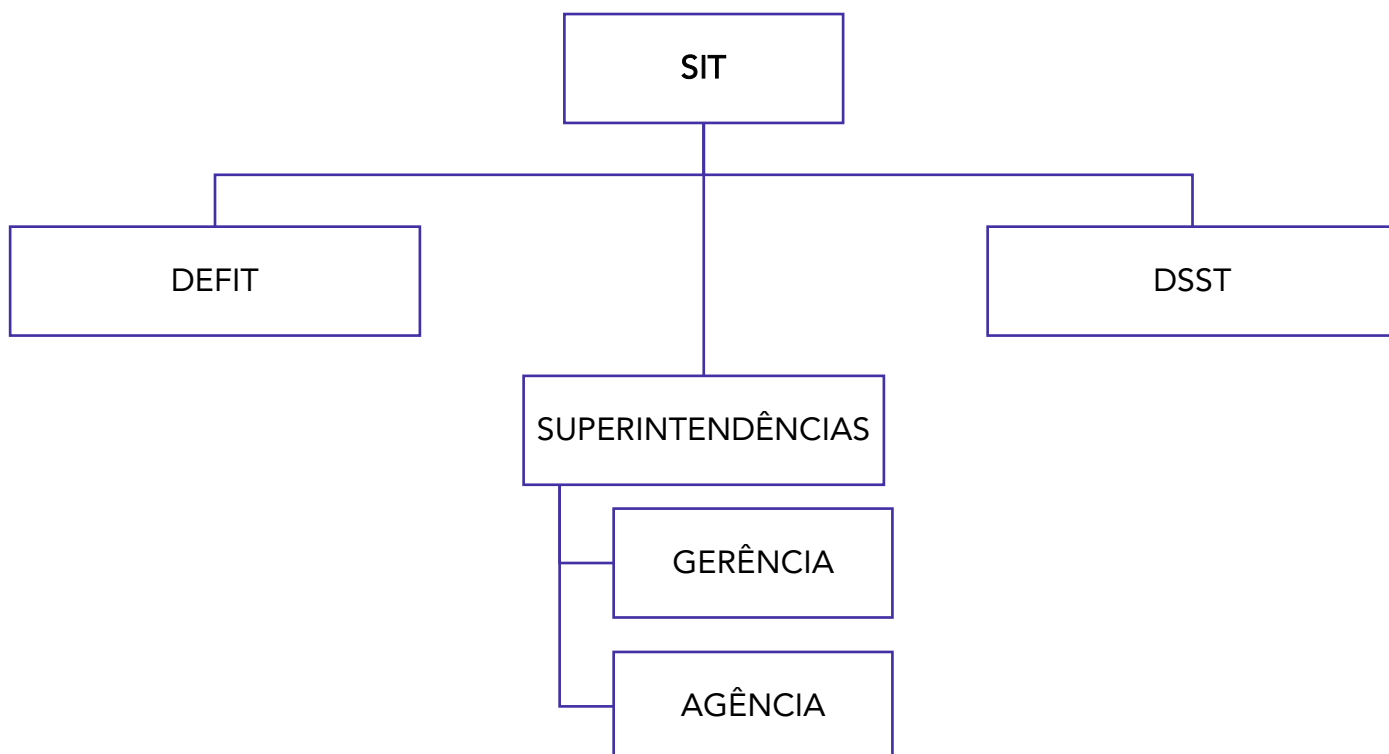 SIT
DEFIT
DSST
SUPERINTENDÊNCIAS
GERÊNCIA
AGÊNCIA